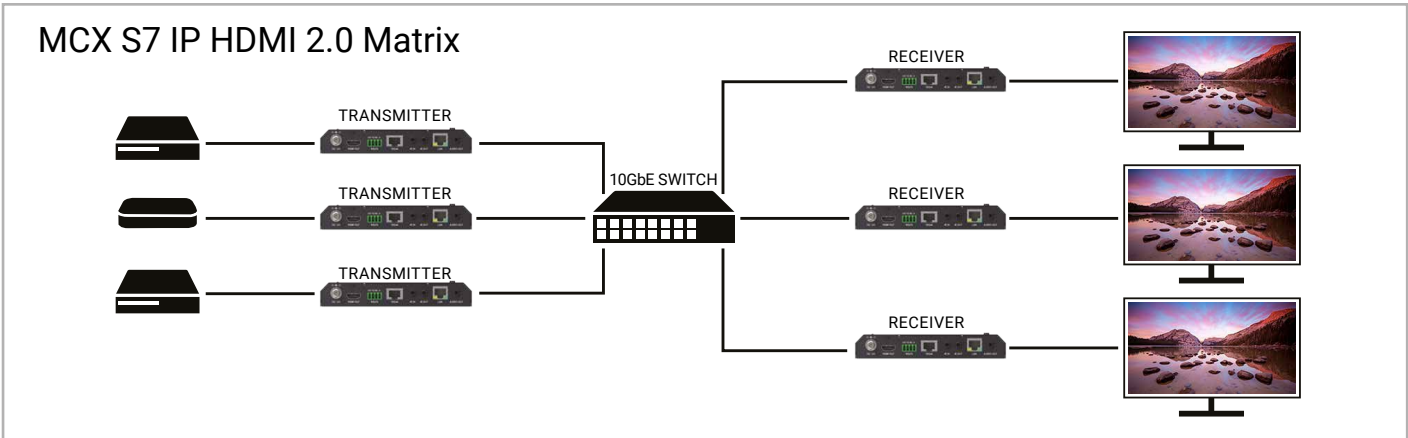 MCX S7 IP HDMI 2.0 Matrix
TRANSMITTER
TRANSMITTER
TRANSMITTER
10GbE SWITCH
RECEIVER
RECEIVER
RECEIVER